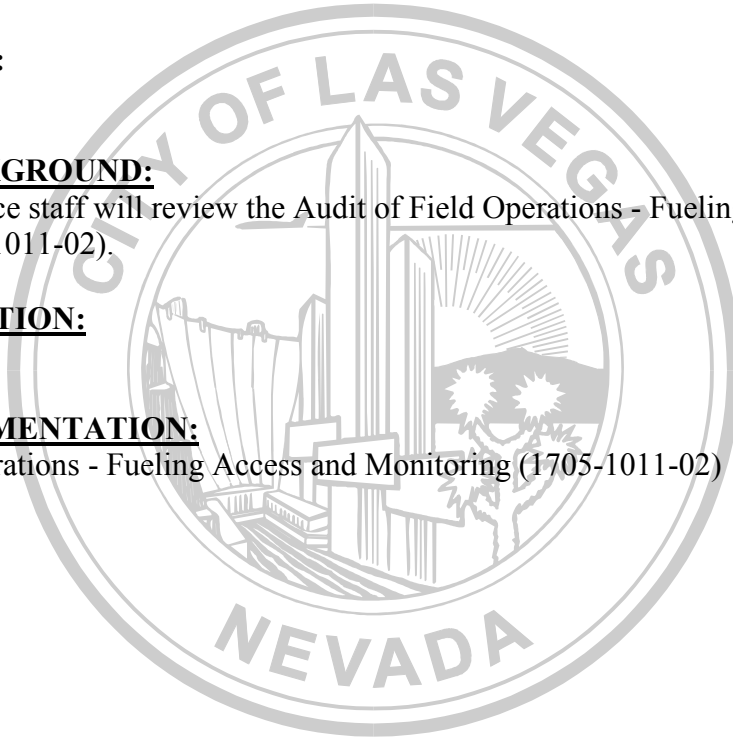 :
GROUND:
ce staff will review the Audit of Field Operations - Fueling
1011-02).
TION:
MENTATION:
rations - Fueling Access and Monitoring (1705-1011-02)
CITY OF LAS VEGAS
NEVADA